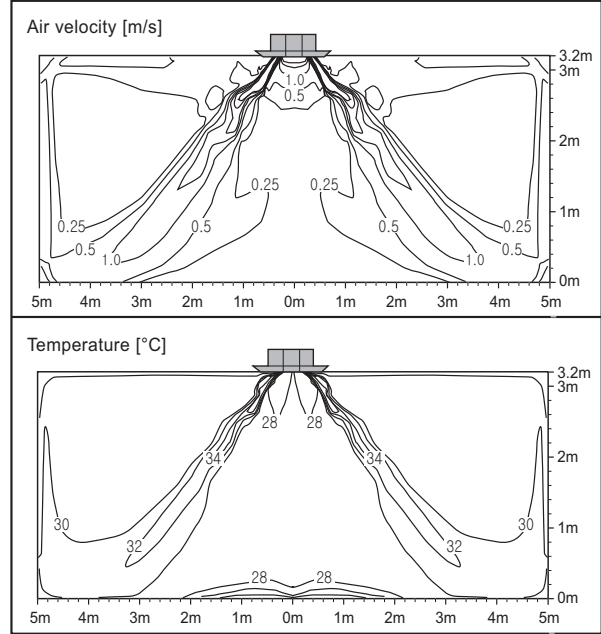 Air velocity [m/s]
3.2m
3m
1.0
0.5
2m
0.25 0.25
0.25 0.25
1m
0.5 0.5 0.5 0.5
1.0 1.0
0m
5m 4m 3m 2m 1m 0m 1m 2m 3m 4m 5m
Temperature [°C]
3.2m
3m
28 28
34 34
2m
30 30
1m
32 32
28 28
0m
5m 4m 3m 2m 1m 0m 1m 2m 3m 4m 5m